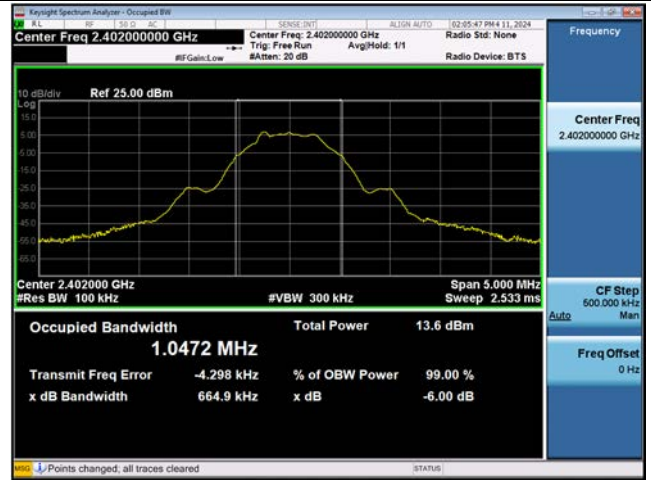 Keysight Spectrum Analyzer - Occupied BW
RL RF 50 Ω AC SENSE:INT ALIGN AUTO 02:05:47 PM 4 11, 2024
Center Freq 2.402000000 GHz
Center Freq: 2.402000000 GHz
Radio Std: None
Trig: Free Run Avg|Hold: 1/1
#IFGain:Low
#Atten: 20 dB
Radio Device: BTS
Frequency
10 dB/div Ref 25.00 dBm
Log
15.0
5.00
-5.00
-15.0
-25.0
-35.0
-45.0
-55.0
-65.0
Center Freq
2.402000000 GHz
Center 2.402000 GHz
Span 5.000 MHz
#Res BW 100 kHz
#VBW 300 kHz
Sweep 2.533 ms
CF Step
500.000 kHz
Auto Man
Freq Offset
0 Hz
Occupied Bandwidth
1.0472 MHz
Total Power 13.6 dBm
Transmit Freq Error -4.298 kHz
% of OBW Power 99.00 %
x dB Bandwidth 664.9 kHz
x dB -6.00 dB
MSG Points changed; all traces cleared
STATUS